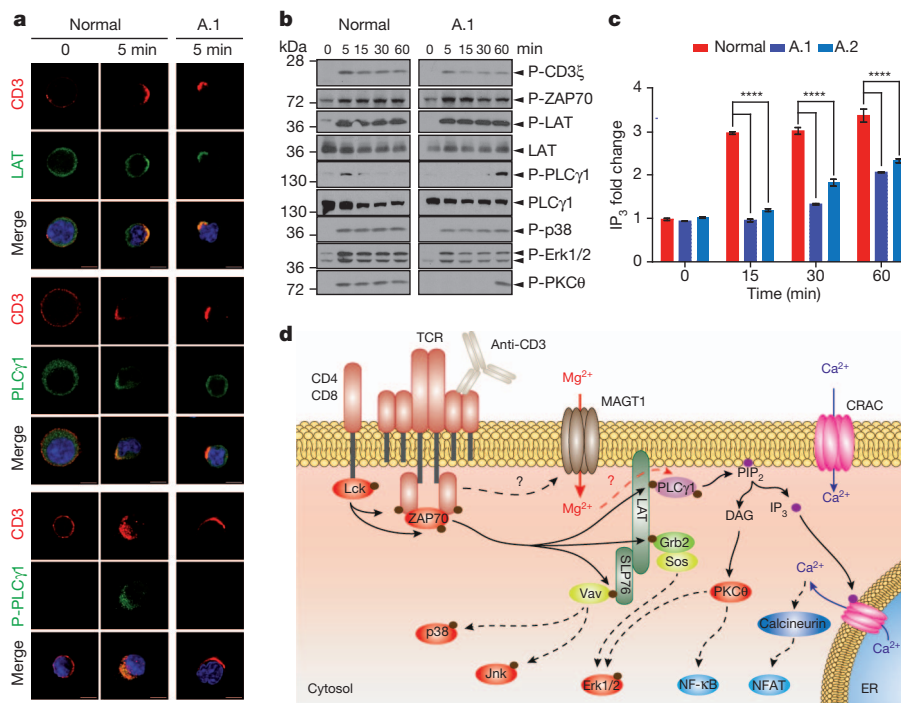 a
Normal A.1
0 5 min 5 min
CD3
LAT
Merge
CD3
PLCγ1
Merge
CD3
P-PLCγ1
Merge
b
Normal A.1
kDa 0 5 15 30 60 0 5 15 30 60 min
28
P-CD3ξ
72 P-ZAP70
36 P-LAT
36 LAT
130 P-PLCγ1
130 PLCγ1
P-p38
36 P-Erk1/2
72 P-PKCθ
c
Normal A.1 A.2
IP3 fold change
4
3
2
1
0
**** **** ****
0 15 30 60
Time (min)
d
TCR
Anti-CD3
CD4
CD8
Mg2+
MAGT1
Ca2+
CRAC
Lck
ZAP70
?
Mg2+
?
LAT
PLCγ1
PIP2
Ca2+
DAG
IP3
Grb2
Sos
SLP76
Vav
PKCθ
Ca2+
Calcineurin
Ca2+
p38
Jnk
Erk1/2
NF-κB
NFAT
ER
Cytosol